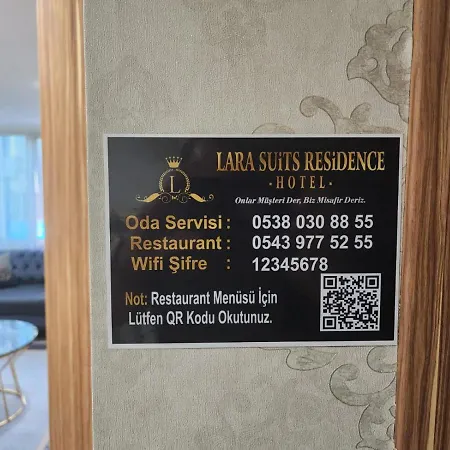 L
LARA SUiTS RESiDENCE
· HOTEL ·
Onlar Müşteri Der, Biz Misafir Deriz.
Oda Servisi : 0538 030 88 55
Restaurant : 0543 977 52 55
Wifi Şifre : 12345678
Not: Restaurant Menüsü İçin
Lütfen QR Kodu Okutunuz.